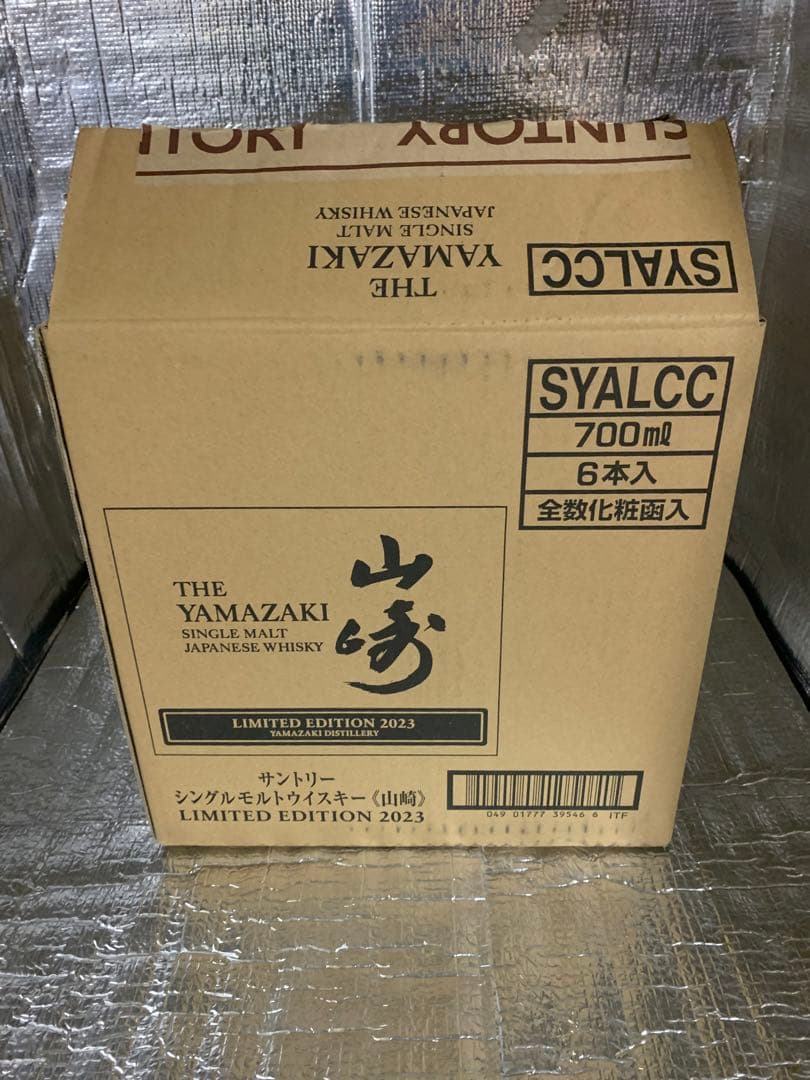 SUNTORY
THE
YAMAZAKI
SINGLE MALT
JAPANESE WHISKY
SYALCC
SYALCC
700ml
6本入
全数化粧函入
THE
YAMAZAKI
SINGLE MALT
JAPANESE WHISKY
山崎
LIMITED EDITION 2023
YAMAZAKI DISTILLERY
サントリー
シングルモルトウイスキー《山崎》
LIMITED EDITION 2023
049 01777 39546 6 ITF